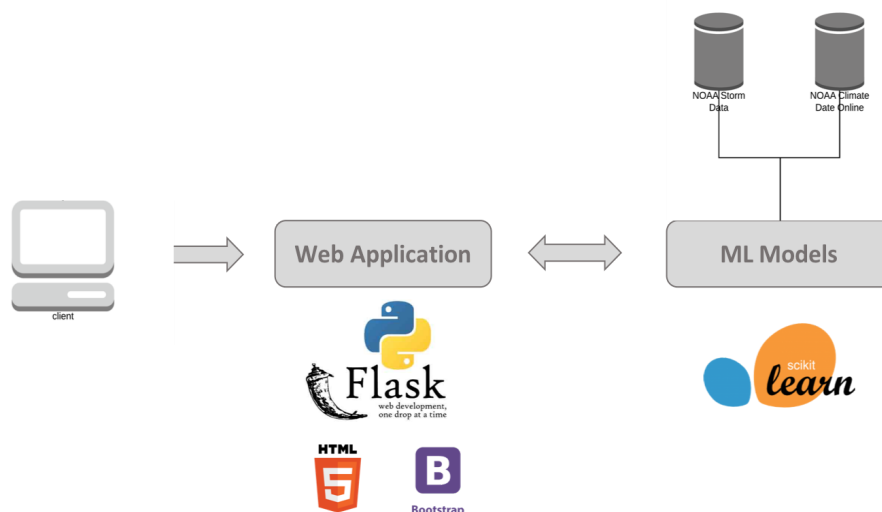 NOAA Storm
Data
NOAA Climate
Date Online
client
Web Application
ML Models
Flask
web development,
one drop at a time
scikit
learn
HTML
5
B
Bootstrap